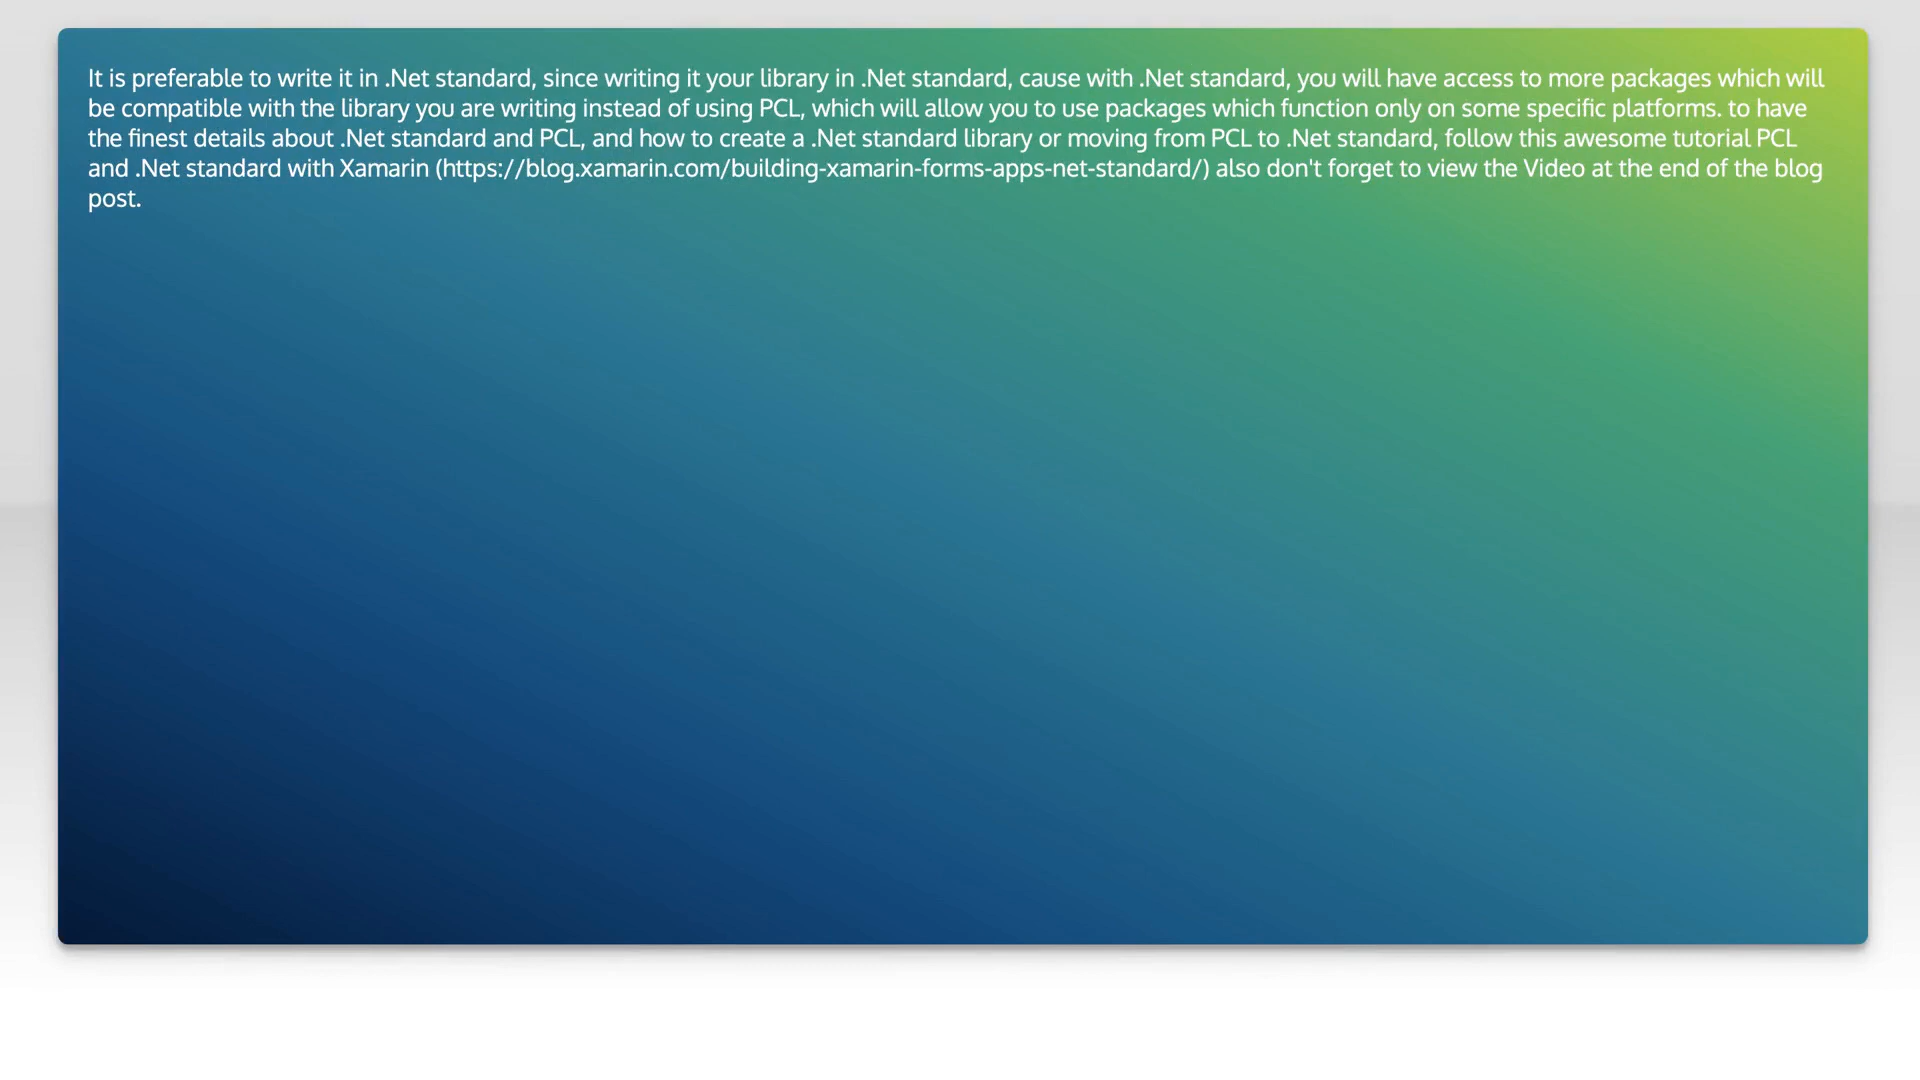 It is preferable to write it in .Net standard, since writing it your library in .Net standard, cause with .Net standard, you will have access to more packages which will
be compatible with the library you are writing instead of using PCL, which will allow you to use packages which function only on some specific platforms. to have
the finest details about .Net standard and PCL, and how to create a .Net standard library or moving from PCL to .Net standard, follow this awesome tutorial PCL
and .Net standard with Xamarin (https://blog.xamarin.com/building-xamarin-forms-apps-net-standard/) also don't forget to view the Video at the end of the blog
post.